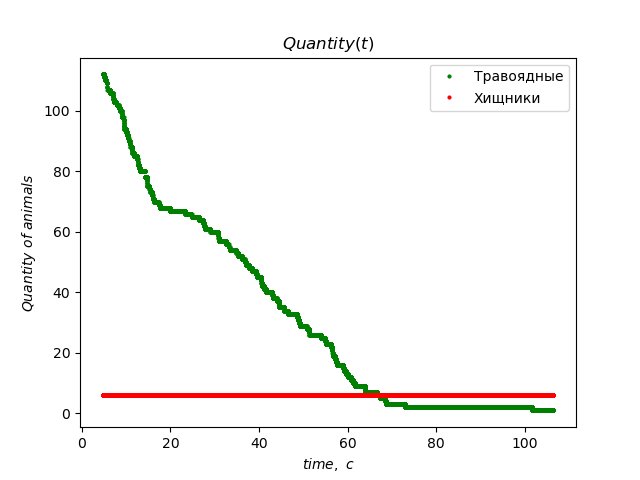 Quantity(t)
Травоядные
Хищники
Quantity of animals
100
80
60
40
20
0
0 20 40 60 80 100
time, c